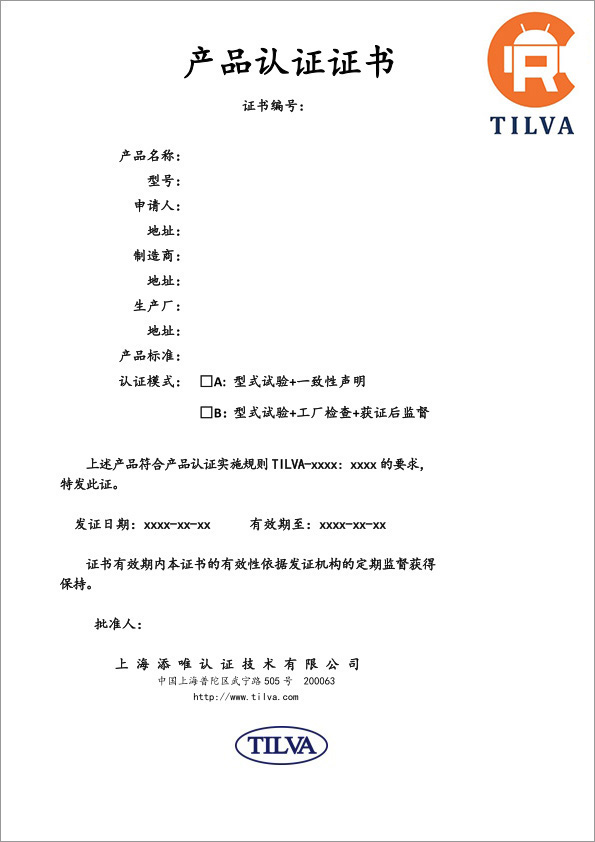 产品认证证书
R
TILVA
证书编号：
产品名称：
型号：
申请人：
地址：
制造商：
地址：
生产厂：
地址：
产品标准：
认证模式： □A: 型式试验+一致性声明
□B: 型式试验+工厂检查+获证后监督
上述产品符合产品认证实施规则 TILVA-xxxx: xxxx 的要求，
特发此证。
发证日期：xxxx-xx-xx 有效期至：xxxx-xx-xx
证书有效期内本证书的有效性依据发证机构的定期监督获得
保持。
批准人：
上海添唯认证技术有限公司
中国上海普陀区武宁路 505 号 200063
http://www.tilva.com
TILVA